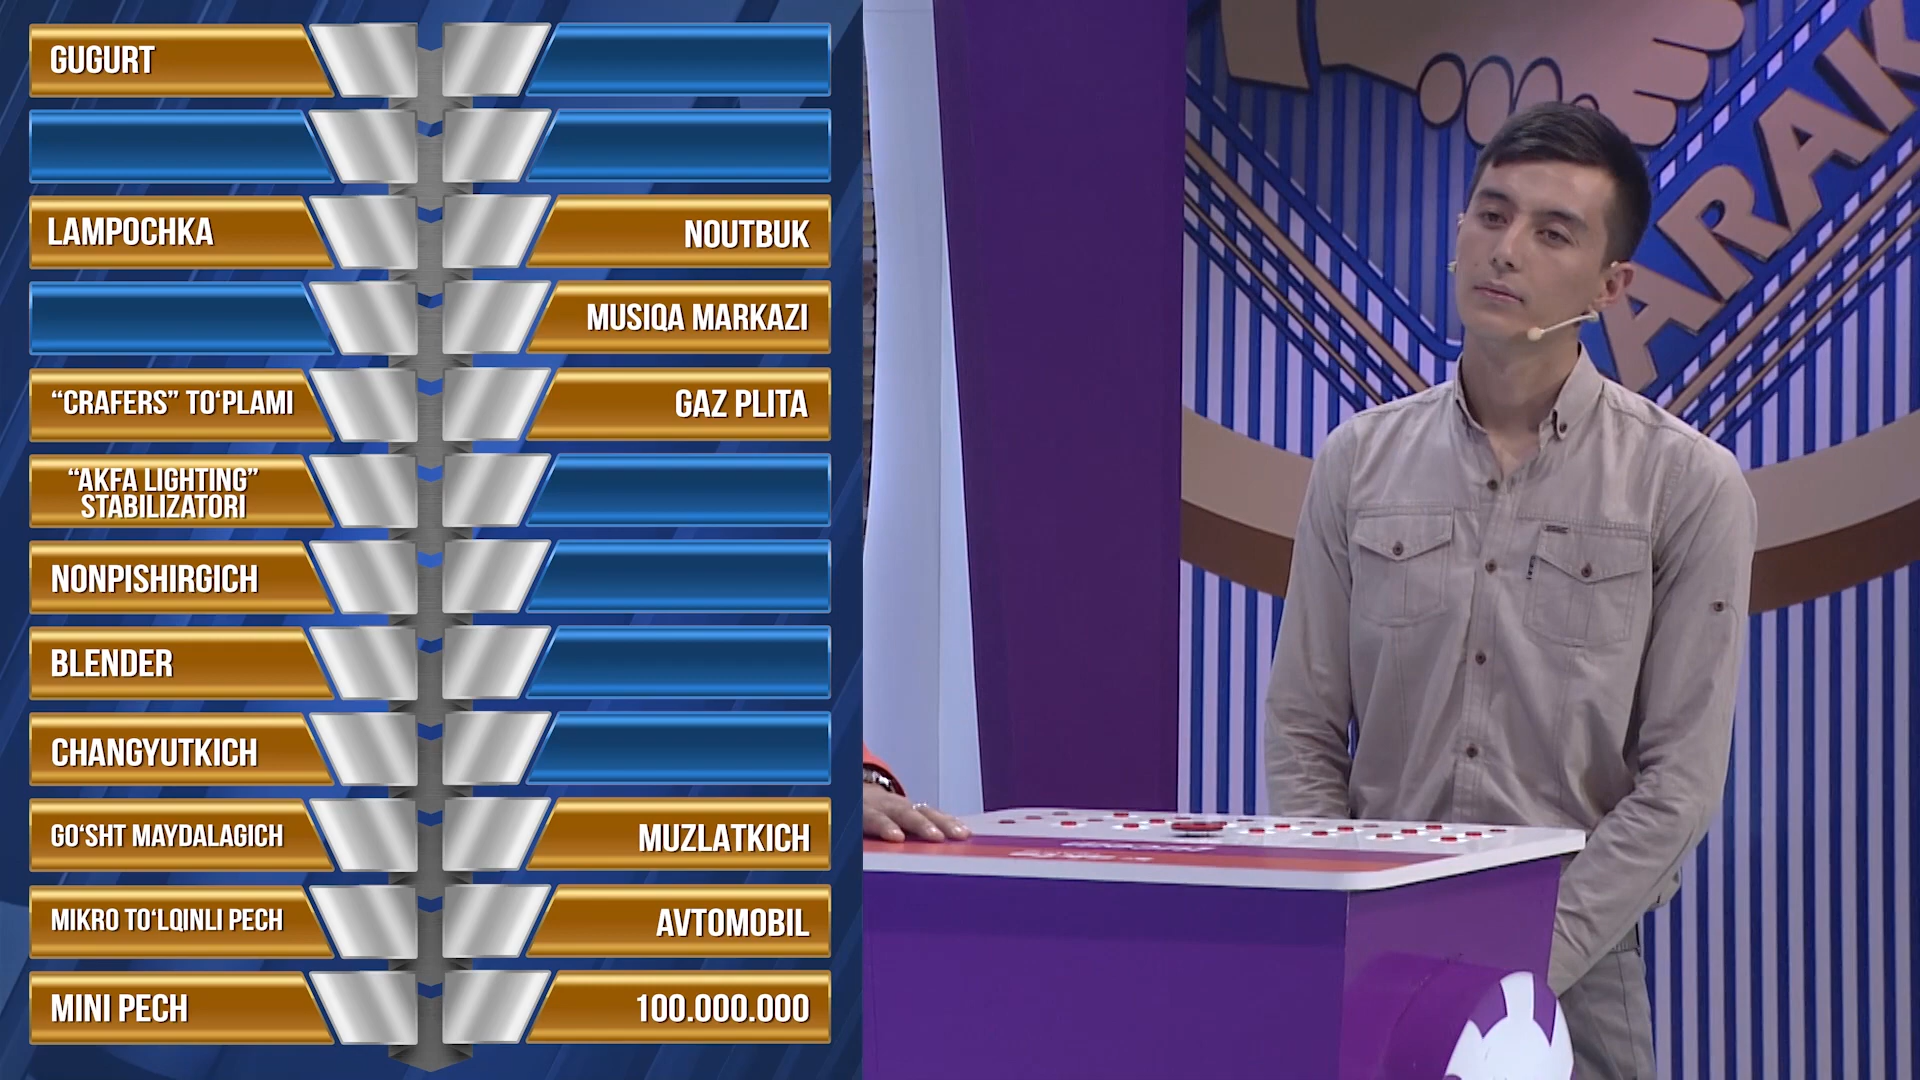 GUGURT
LAMPOCHKA
NOUTBUK
MUSIQA MARKAZI
“CRAFERS” TO‘PLAMI
GAZ PLITA
“AKFA LIGHTING”
STABILIZATORI
NONPISHIRGICH
BLENDER
CHANGYUTKICH
GO‘SHT MAYDALAGICH
MUZLATKICH
MIKRO TO‘LQINLI PECH
AVTOMOBIL
MINI PECH
100.000.000
ARAK